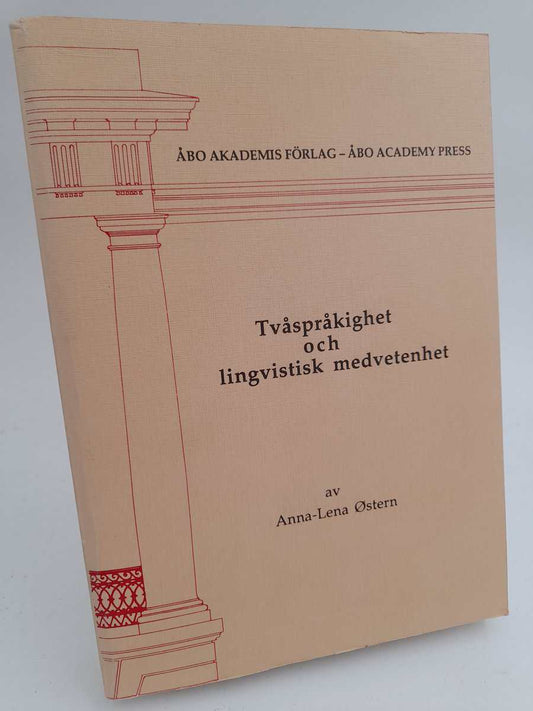 ÅBO AKADEMIS FÖRLAG – ÅBO ACADEMY PRESS
Tvåspråkighet
och
lingvistisk medvetenhet
av
Anna-Lena Østern